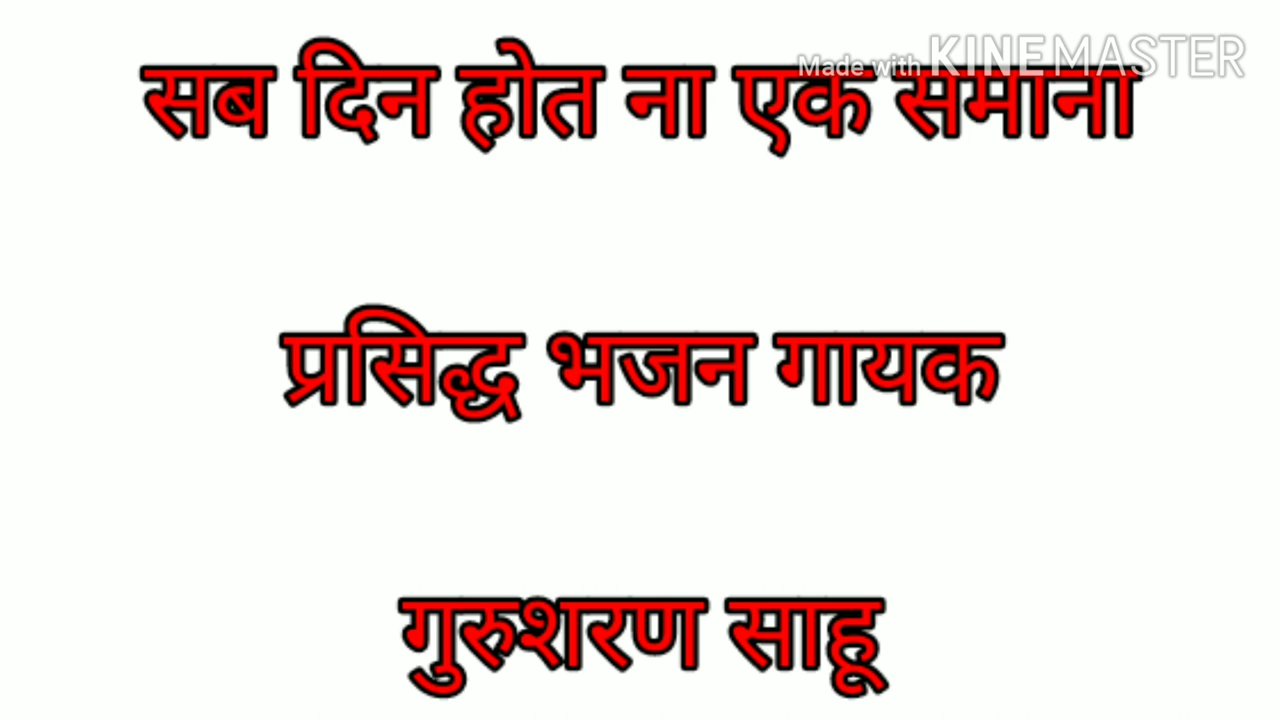 Made with KINEMASTER
सब दिन होत ना एक समाना
प्रसिद्ध भजन गायक
गुरुशरण साहू